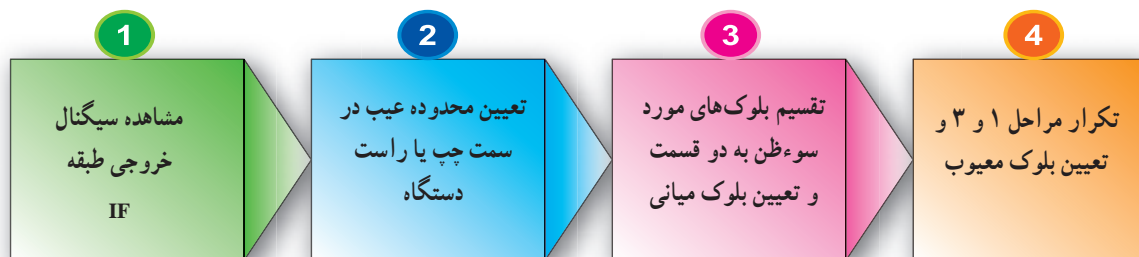 1
مشاهده سیگنال
خروجی طبقه
IF
2
تعیین محدوده عیب در
سمت چپ یا راست
دستگاه
3
تقسیم بلوک‌های مورد
سوءظن به دو قسمت
و تعیین بلوک میانی
4
تکرار مراحل ۱ و ۳ و
تعیین بلوک معیوب